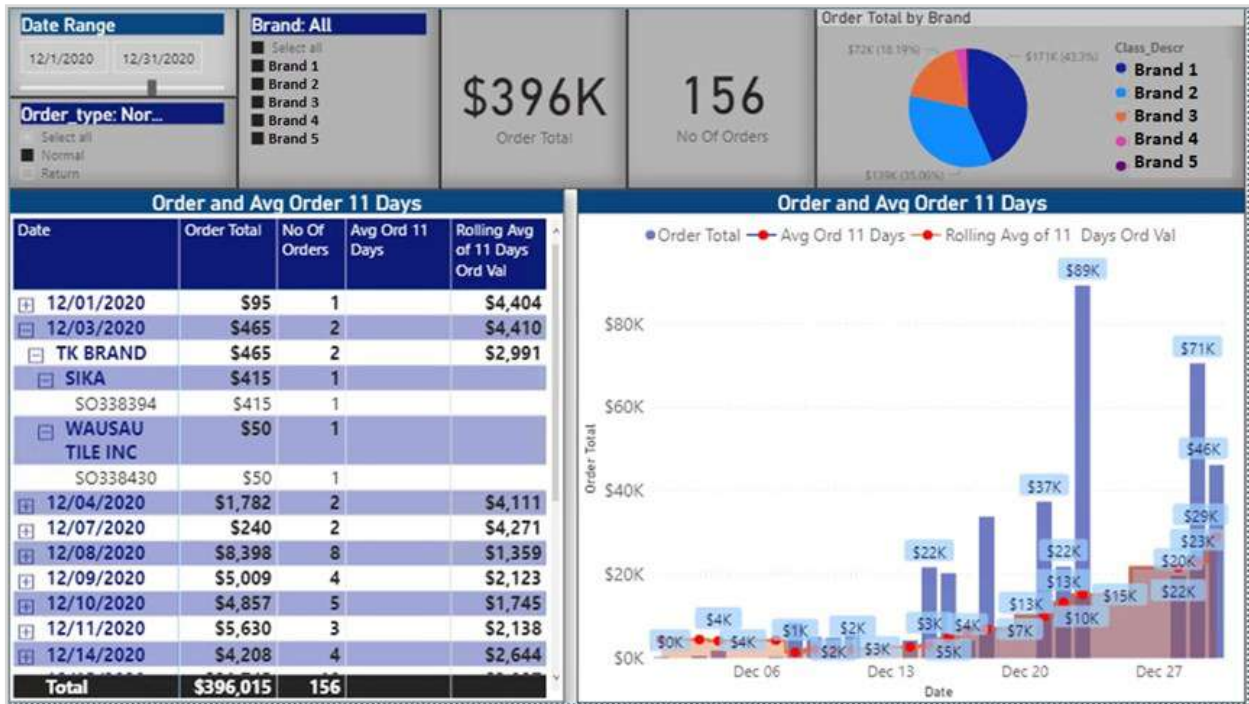 Date Range
12/1/2020 12/31/2020
Order_type: Nor...
Select all
Normal
Return
Brand: All
Select all
Brand 1
Brand 2
Brand 3
Brand 4
Brand 5
$396K
Order Total
156
No Of Orders
Order Total by Brand
$72K (18.19%)
$171K (43.3%)
$139K (35.06%)
Class_Descr
Brand 1
Brand 2
Brand 3
Brand 4
Brand 5
Order and Avg Order 11 Days
Date Order Total No Of Orders Avg Ord 11 Days Rolling Avg of 11 Days Ord Val
12/01/2020 $95 1 $4,404
12/03/2020 $465 2 $4,410
TK BRAND $465 2 $2,991
SIKA $415 1
SO338394 $415 1
WAUSAU TILE INC $50 1
SO338430 $50 1
12/04/2020 $1,782 2 $4,111
12/07/2020 $240 2 $4,271
12/08/2020 $8,398 8 $1,359
12/09/2020 $5,009 4 $2,123
12/10/2020 $4,857 5 $1,745
12/11/2020 $5,630 3 $2,138
12/14/2020 $4,208 4 $2,644
Total $396,015 156
Order and Avg Order 11 Days
Order Total Avg Ord 11 Days Rolling Avg of 11 Days Ord Val
Order Total
$80K
$60K
$40K
$20K
$0K
$0K
$4K
$4K
$1K
$2K
$2K
$3K
$22K
$3K
$5K
$4K
$7K
$13K
$37K
$22K
$13K
$10K
$89K
$15K
$20K
$22K
$71K
$46K
$29K
$23K
Dec 06
Dec 13
Dec 20
Dec 27
Date